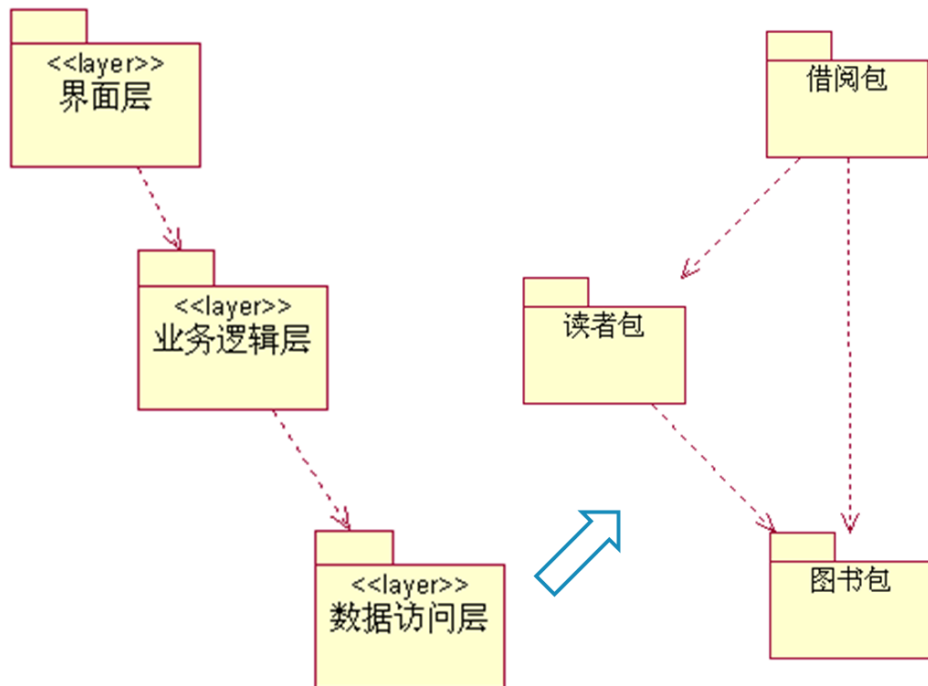 <<layer>>
界面层
<<layer>>
业务逻辑层
<<layer>>
数据访问层
借阅包
读者包
图书包